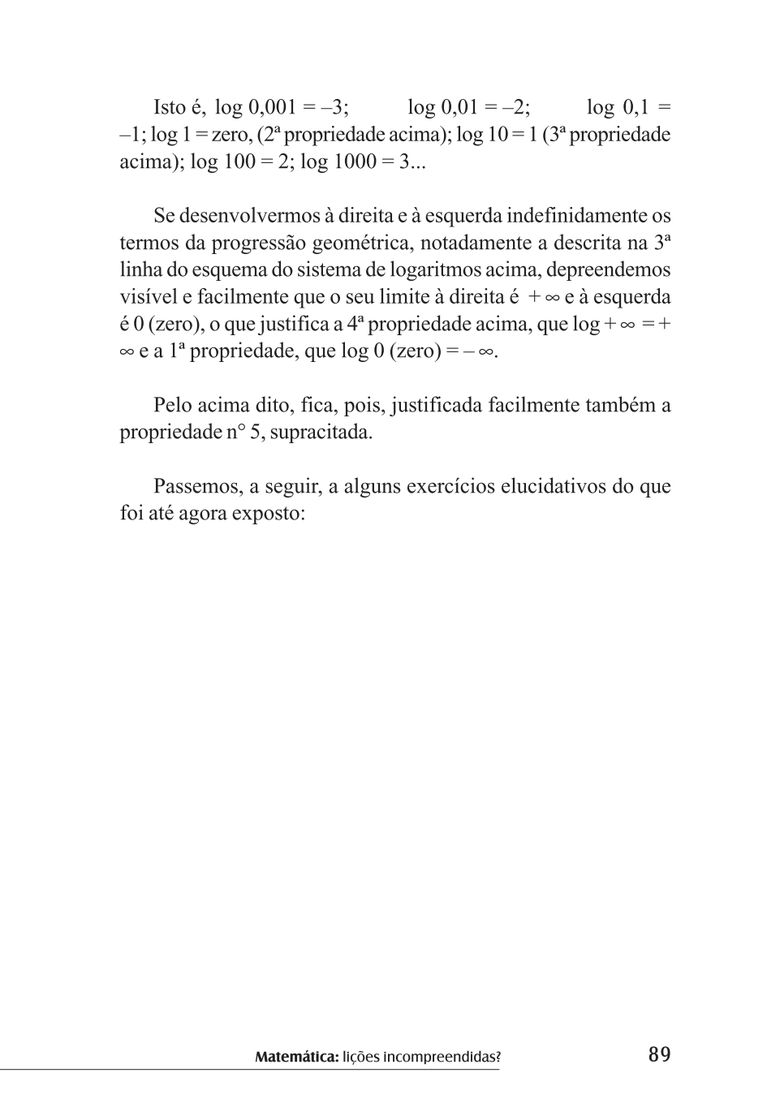 Isto é, log 0,001 = –3; log 0,01 = –2; log 0,1 =
–1; log 1 = zero, (2ª propriedade acima); log 10 = 1 (3ª propriedade
acima); log 100 = 2; log 1000 = 3...
Se desenvolvermos à direita e à esquerda indefinidamente os
termos da progressão geométrica, notadamente a descrita na 3ª
linha do esquema do sistema de logaritmos acima, depreendemos
visível e facilmente que o seu limite à direita é + ∞ e à esquerda
é 0 (zero), o que justifica a 4ª propriedade acima, que log + ∞ = +
∞ e a 1ª propriedade, que log 0 (zero) = – ∞.
Pelo acima dito, fica, pois, justificada facilmente também a
propriedade n° 5, supracitada.
Passemos, a seguir, a alguns exercícios elucidativos do que
foi até agora exposto:
Matemática: lições incompreendidas? 89